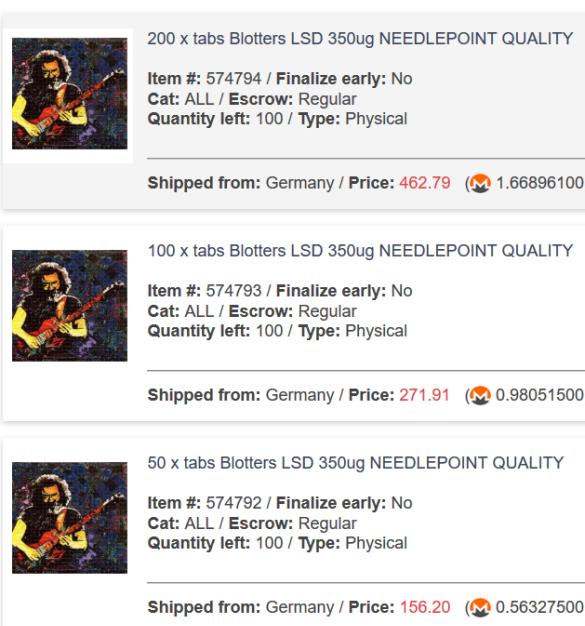 200 x tabs Blotters LSD 350ug NEEDLEPOINT QUALITY
Item #: 574794 / Finalize early: No
Cat: ALL / Escrow: Regular
Quantity left: 100 / Type: Physical
Shipped from: Germany / Price: 462.79 ( 1.66896100
100 x tabs Blotters LSD 350ug NEEDLEPOINT QUALITY
Item #: 574793 / Finalize early: No
Cat: ALL / Escrow: Regular
Quantity left: 100 / Type: Physical
Shipped from: Germany / Price: 271.91 ( 0.98051500
50 x tabs Blotters LSD 350ug NEEDLEPOINT QUALITY
Item #: 574792 / Finalize early: No
Cat: ALL / Escrow: Regular
Quantity left: 100 / Type: Physical
Shipped from: Germany / Price: 156.20 ( 0.56327500